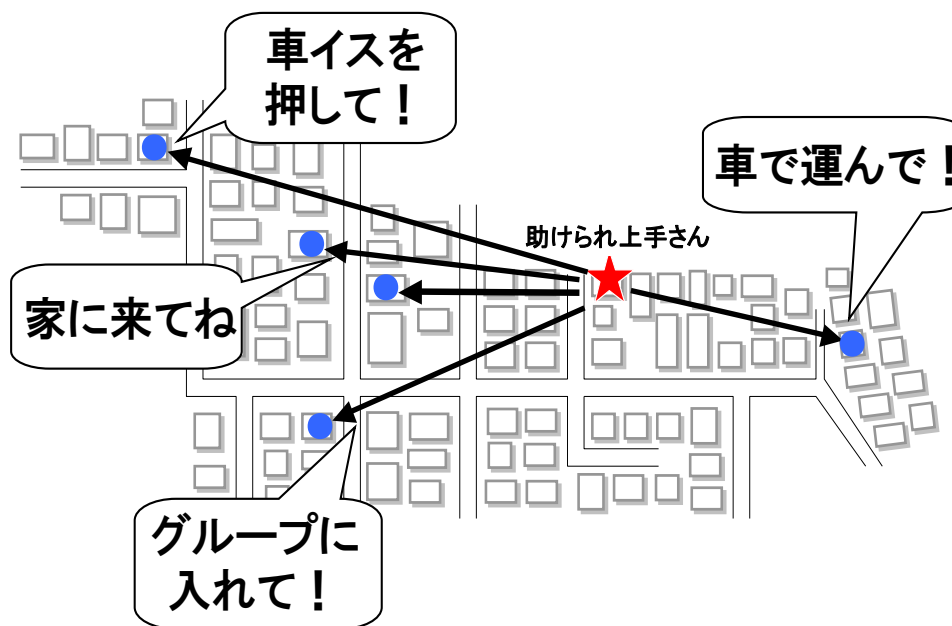 車イスを
押して！
車で運んで！
助けられ上手さん
家に来てね
グループに
入れて！